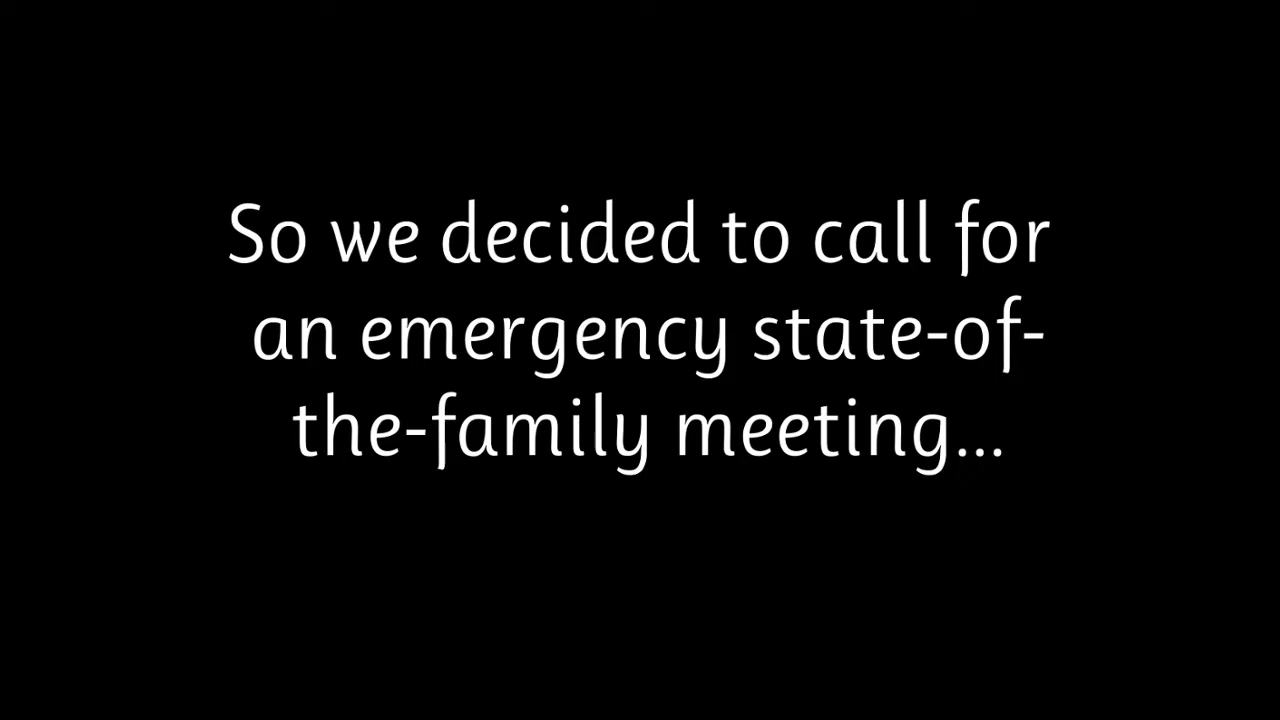 So we decided to call for
an emergency state-of-
the-family meeting...